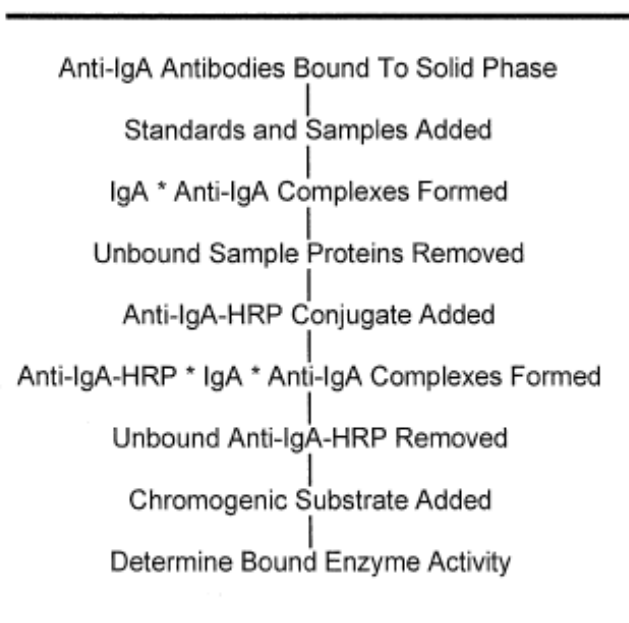 Anti-IgA Antibodies Bound To Solid Phase
Standards and Samples Added
IgA * Anti-IgA Complexes Formed
Unbound Sample Proteins Removed
Anti-IgA-HRP Conjugate Added
Anti-IgA-HRP * IgA * Anti-IgA Complexes Formed
Unbound Anti-IgA-HRP Removed
Chromogenic Substrate Added
Determine Bound Enzyme Activity